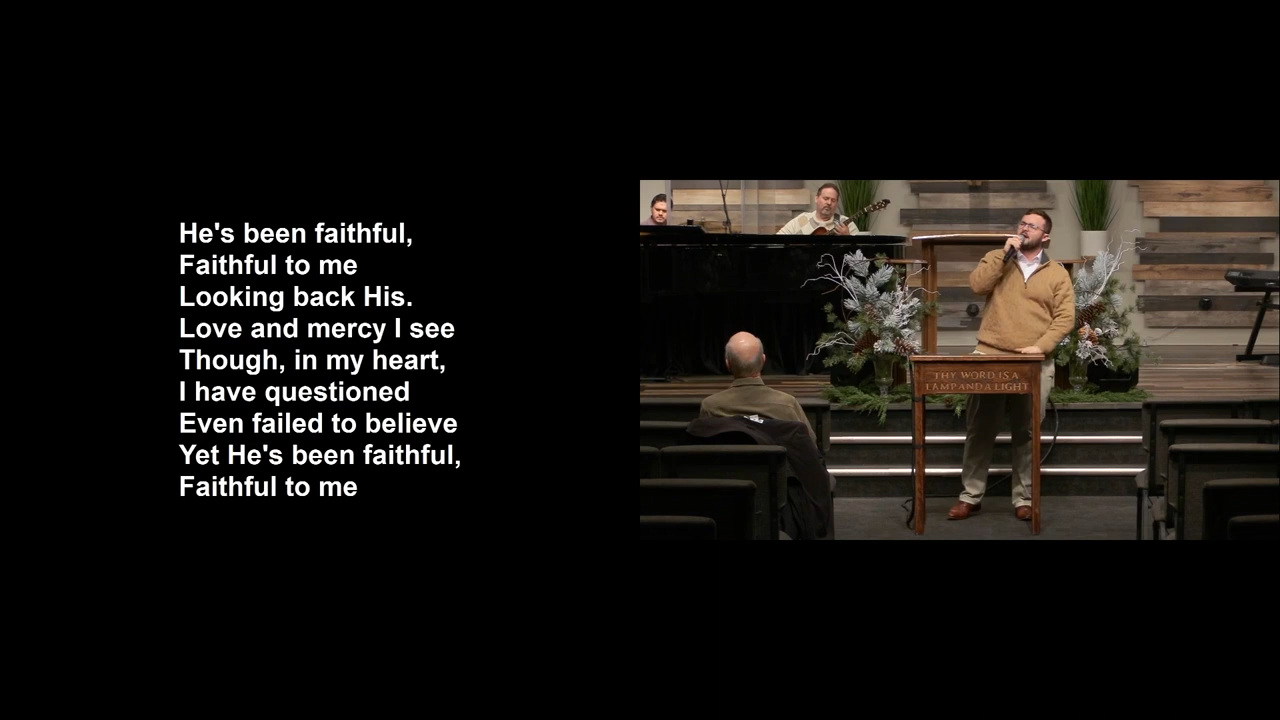 He's been faithful,
Faithful to me
Looking back His.
Love and mercy I see
Though, in my heart,
I have questioned
Even failed to believe
Yet He's been faithful,
Faithful to me
THY WORD IS A
LAMP AND A LIGHT